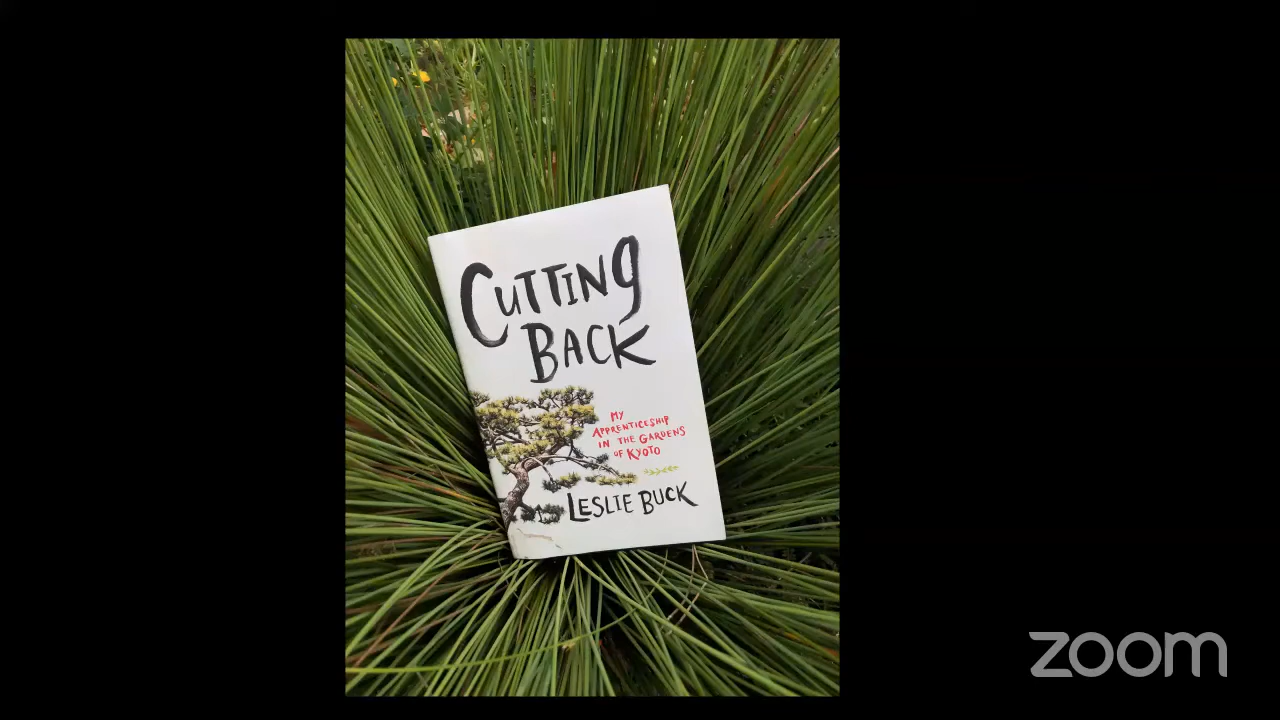 CUTTING
BACK
MY
APPRENTICESHIP
IN THE GARDENS
OF KYOTO
LESLIE BUCK
zoom